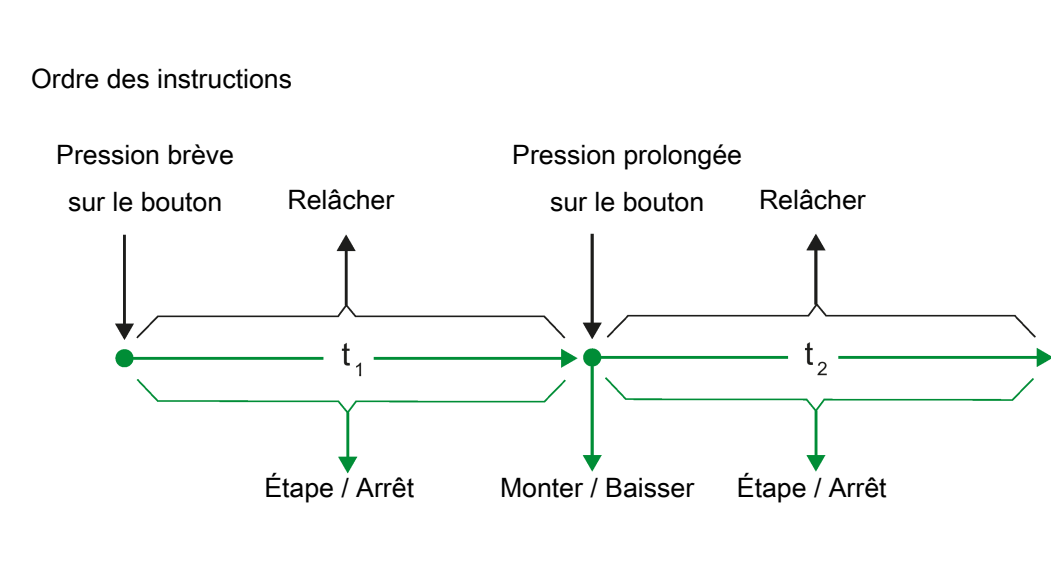 Ordre des instructions
Pression brève
sur le bouton
Relâcher
Pression prolongée
sur le bouton
Relâcher
t1
t2
Étape / Arrêt
Monter / Baisser
Étape / Arrêt